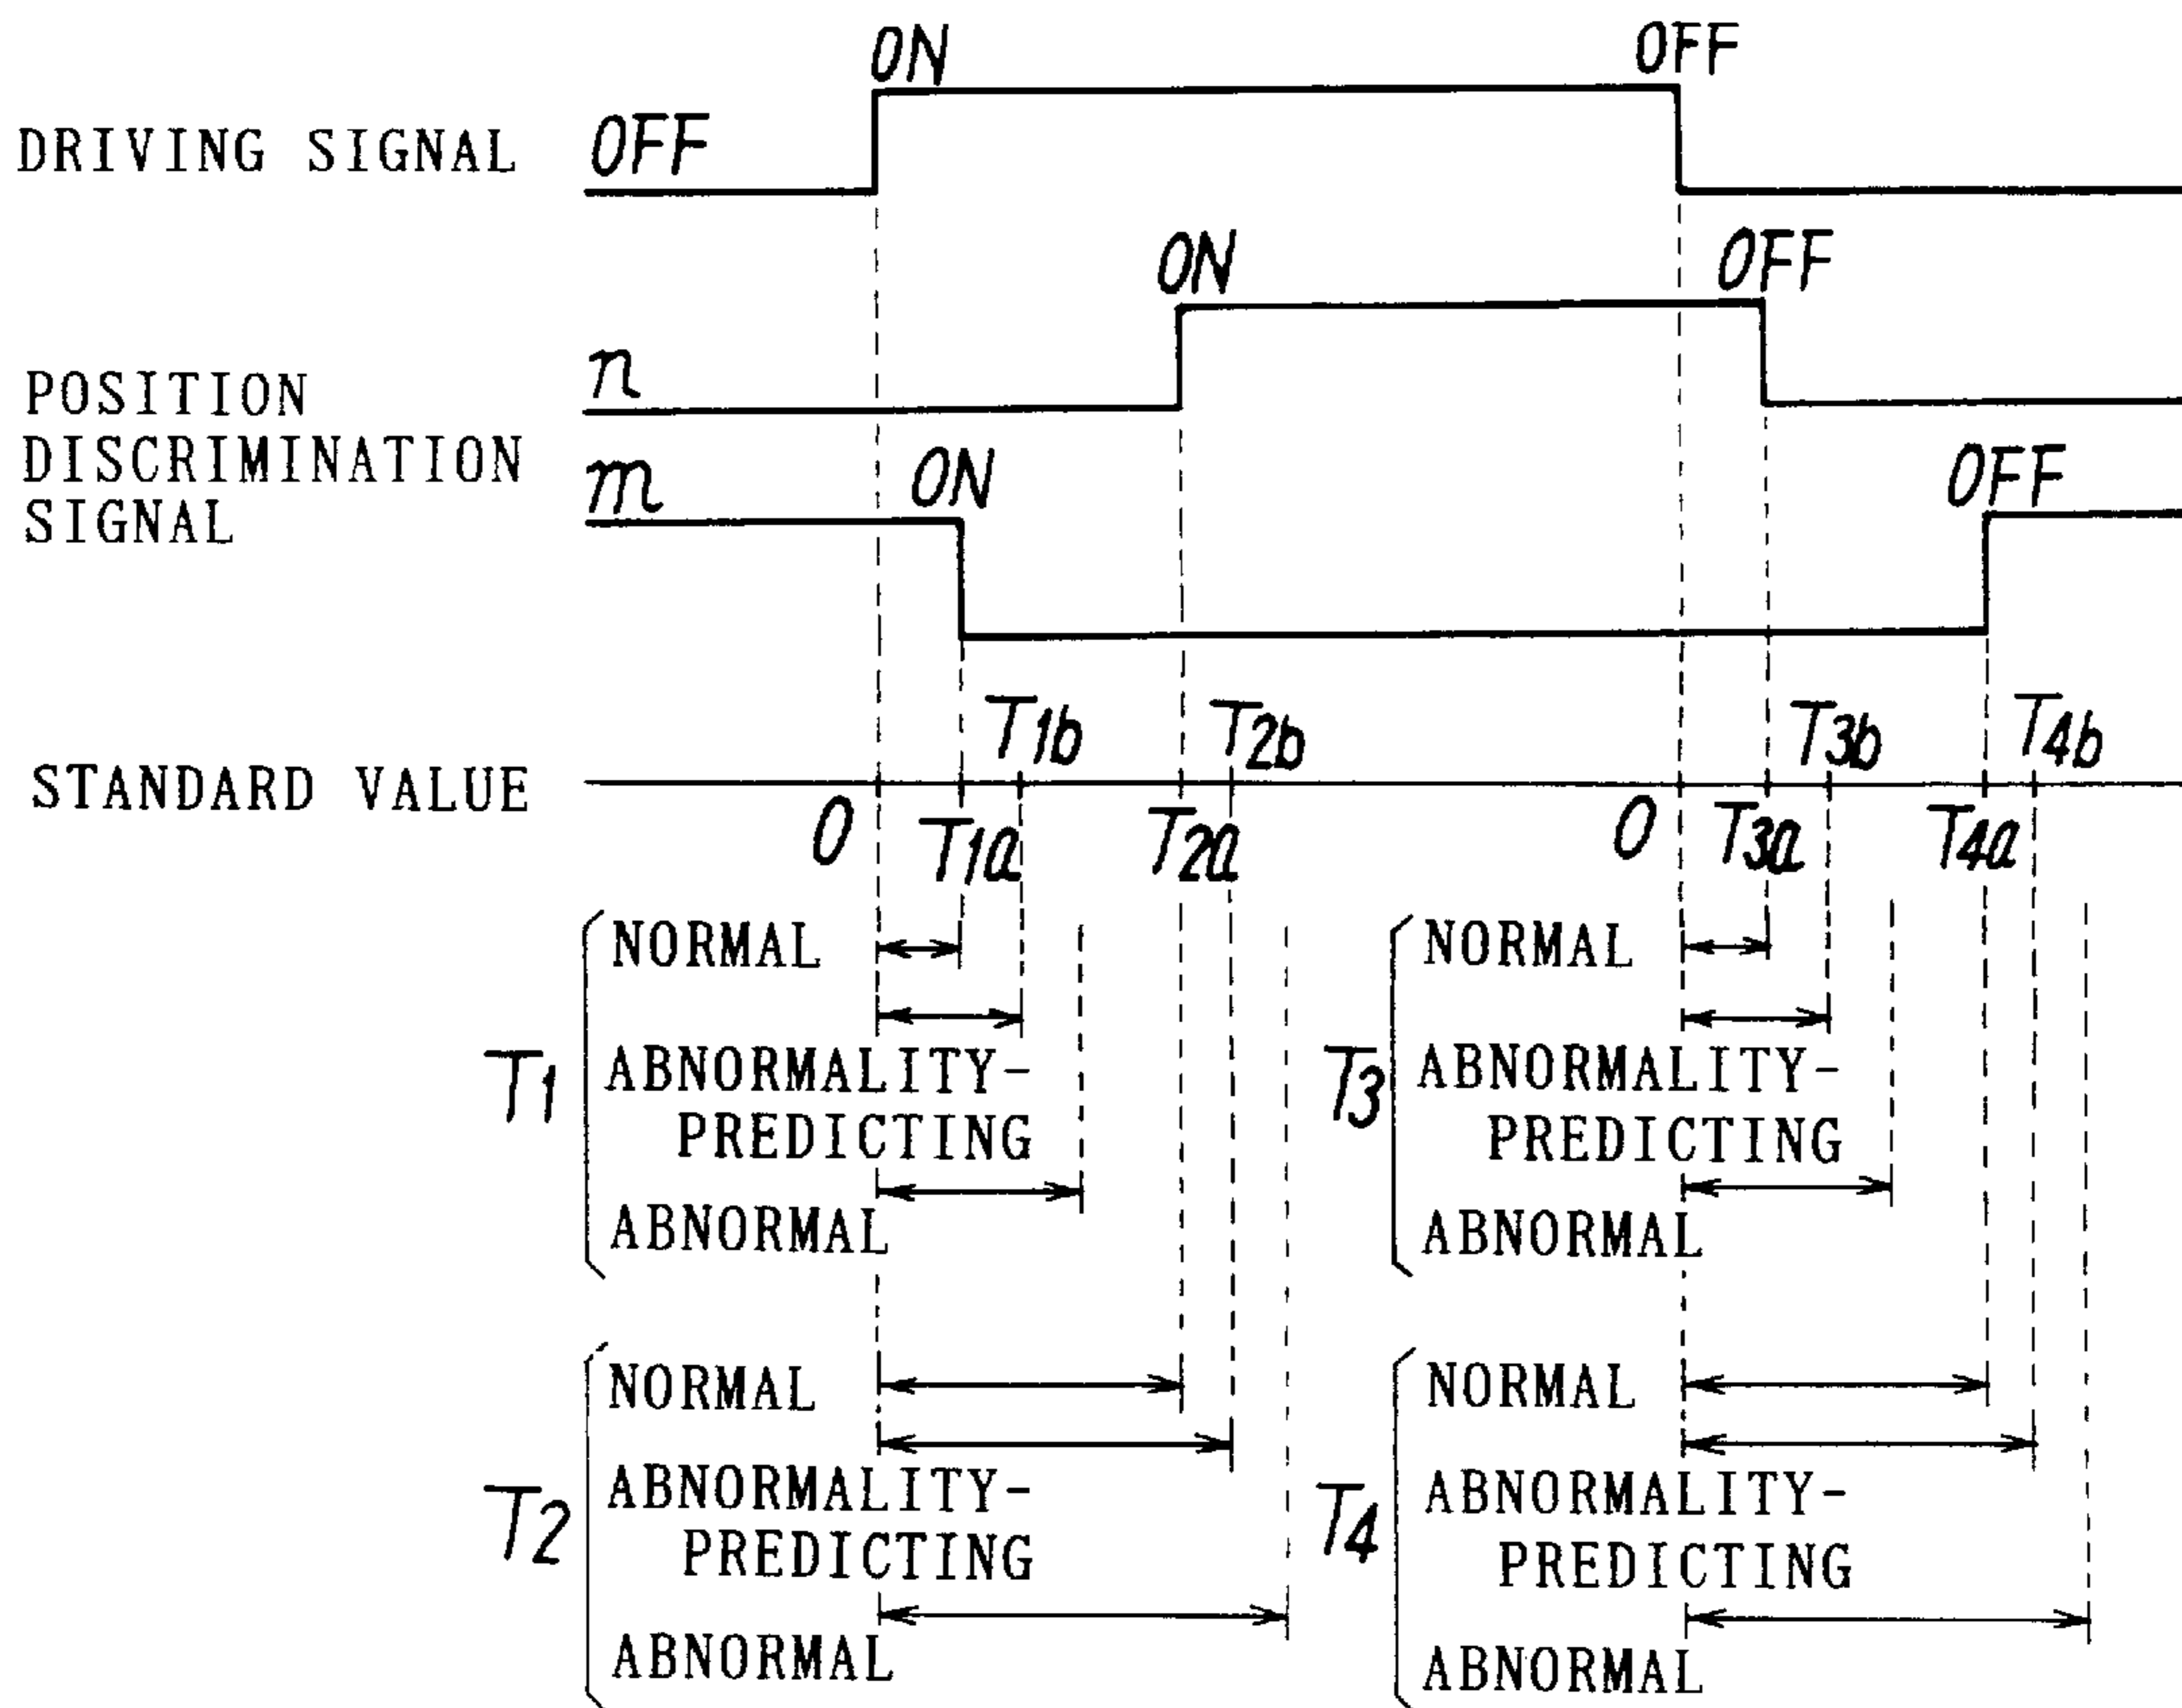 ON
OFF
DRIVING SIGNAL
OFF
ON
OFF
n
POSITION
DISCRIMINATION
SIGNAL
m
ON
OFF
T1b
T2b
T3b
T4b
STANDARD VALUE
0
T1a
T2a
0
T3a
T4a
T1
NORMAL
ABNORMALITY-
PREDICTING
ABNORMAL
T3
NORMAL
ABNORMALITY-
PREDICTING
ABNORMAL
T2
NORMAL
ABNORMALITY-
PREDICTING
ABNORMAL
T4
NORMAL
ABNORMALITY-
PREDICTING
ABNORMAL